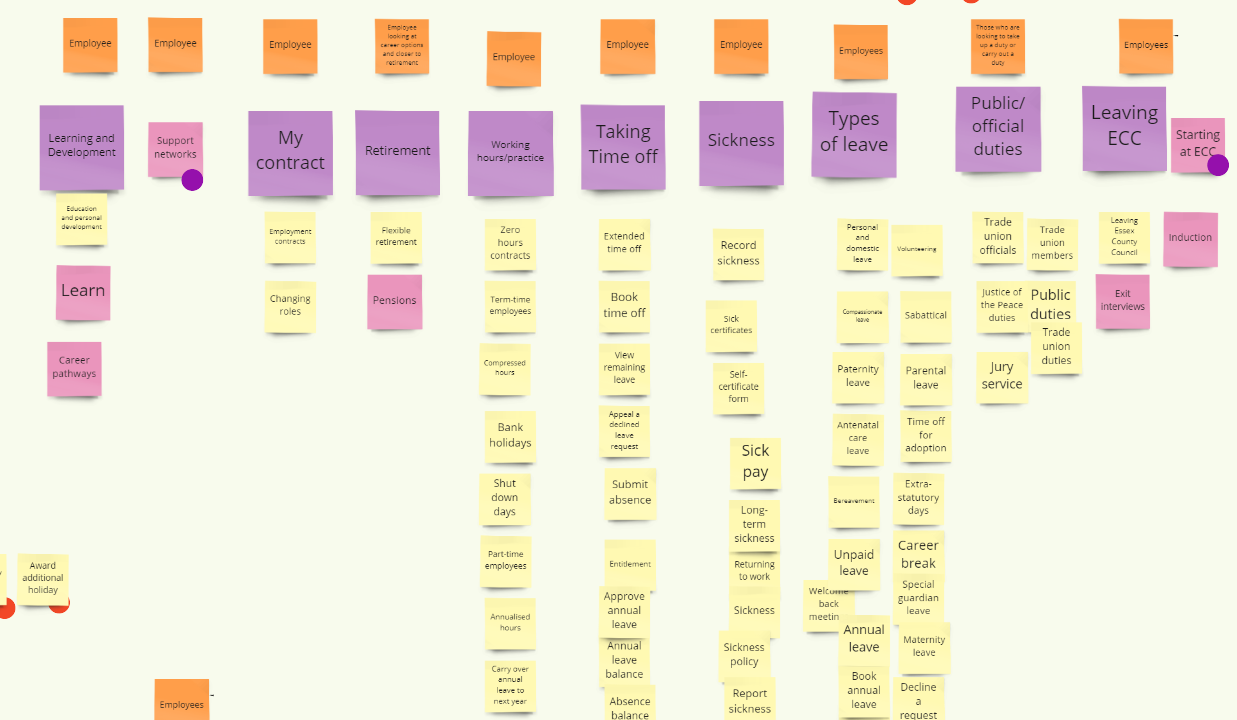 Employee
Employee
Employee
Employee
looking at
career options
and closer to
retirement
Employee
Employee
Employee
Employees
Those who are
looking to take
up a duty or
carry out a
duty
Employees
-
Learning and
Development
Support
networks
My
contract
Retirement
Working
hours/practice
Taking
Time off
Sickness
Types
of leave
Public/
official
duties
Leaving
ECC
Starting
at ECC
Education
and personal
development
Learn
Career
pathways
Employment
contracts
Changing
roles
Flexible
retirement
Pensions
Zero
hours
contracts
Term-time
employees
Compressed
hours
Bank
holidays
Shut
down
days
Part-time
employees
Annualised
hours
Carry over
annual
leave to
next year
Extended
time off
Book
time off
View
remaining
leave
Appeal a
declined
leave
request
Submit
absence
Entitlement
Approve
annual
leave
Annual
leave
balance
Absence
balance
Record
sickness
Sick
certificates
Self-
certificate
form
Sick
pay
Long-
term
sickness
Returning
to work
Sickness
Sickness
policy
Report
sickness
Personal
and
domestic
leave
Volunteering
Compassionate
leave
Sabattical
Paternity
leave
Parental
leave
Antenatal
care
leave
Time off
for
adoption
Bereavement
Extra-
statutory
days
Unpaid
leave
Career
break
Welcome
back
meetin
Special
guardian
leave
Annual
leave
Maternity
leave
Book
annual
leave
Decline
a
request
Trade
union
officials
Trade
union
members
Justice of
the Peace
duties
Public
duties
Trade
union
duties
Jury
service
Leaving
Essex
County
Council
Induction
Exit
interviews
Award
additional
holiday
Employees
-